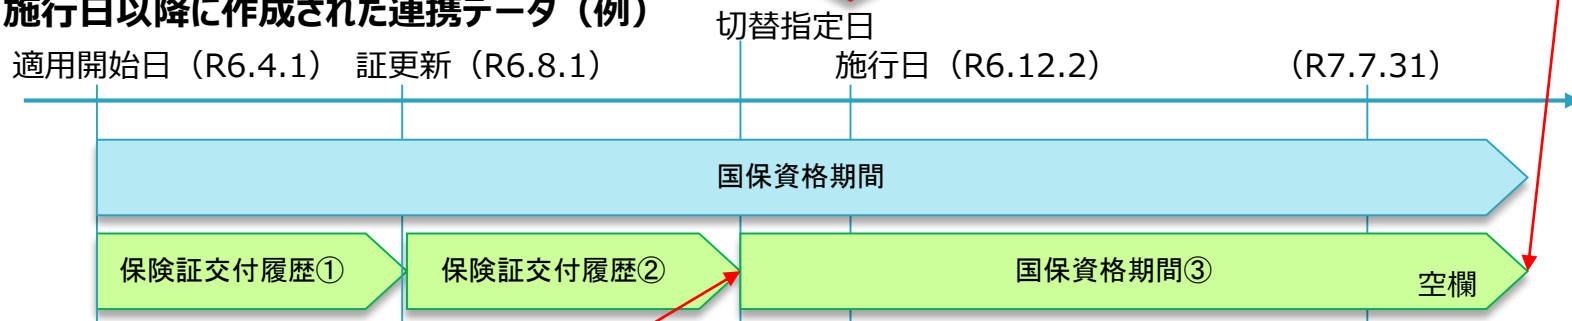 施行日以降に作成された連携データ（例）
切替指定日
適用開始日（R6.4.1） 証更新（R6.8.1） 施行日（R6.12.2） （R7.7.31）
国保資格期間
保険証交付履歴① 保険証交付履歴② 国保資格期間③ 空欄